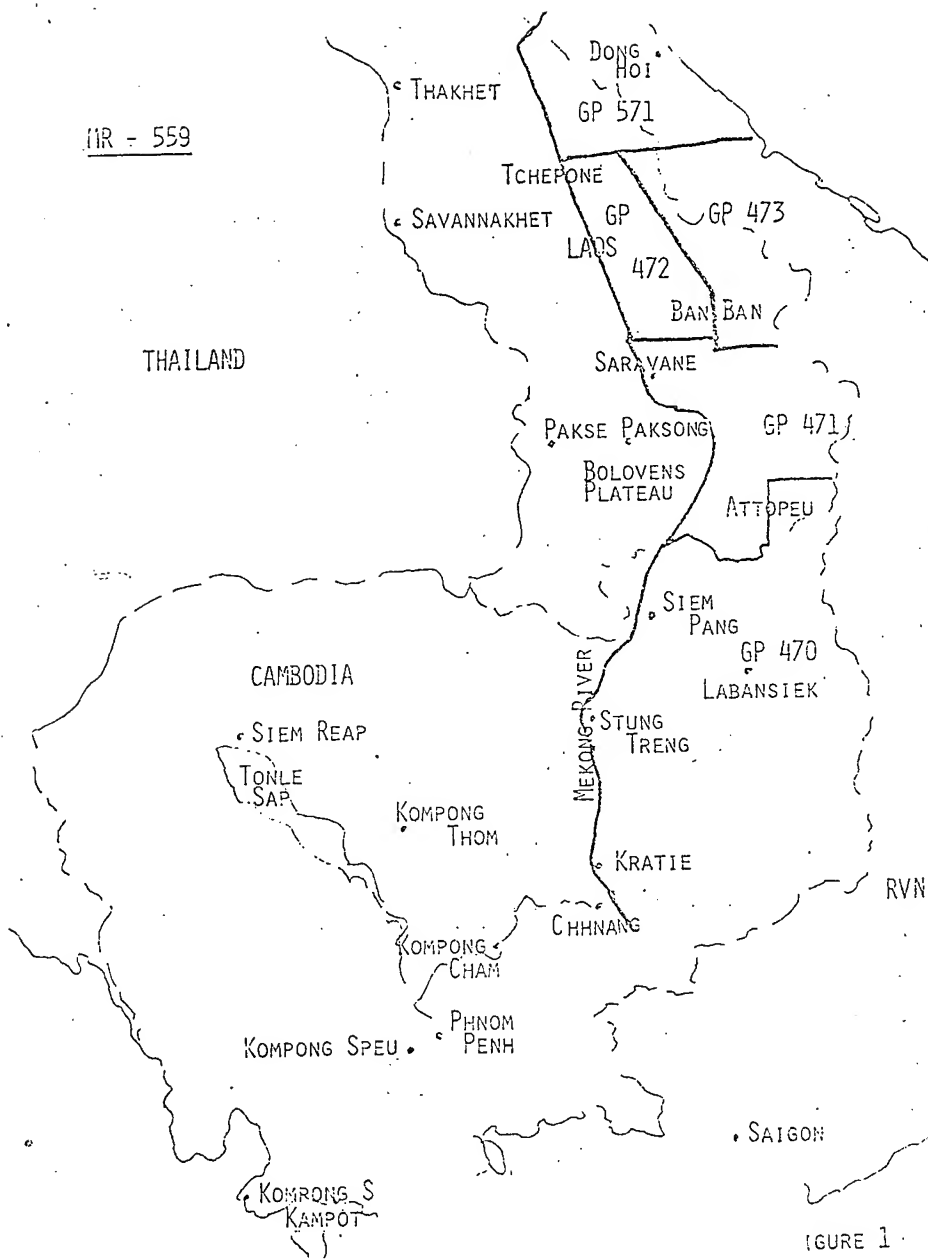 DONG
HOI
THAKHET
GP 571
MR - 559
TCHEPONE
SAVANNAKHET
GP
GP 473
LAOS
472
BAN BAN
THAILAND
SARAVANE
PAKSE PAKSONG
GP 471
BOLOVENS
PLATEAU
ATTOPEU
SIEM
PANG
GP 470
CAMBODIA
LABANSIEK
MEKONG RIVER
SIEM REAP
STUNG
TRENG
TONLE
SAP
KOMPONG
THOM
KRATIE
RVN
CHHNANG
KOMPONG
CHAM
PHNOM
PENH
KOMPONG SPEU
SAIGON
KOMRONG S
KAMPOT
IGURE 1